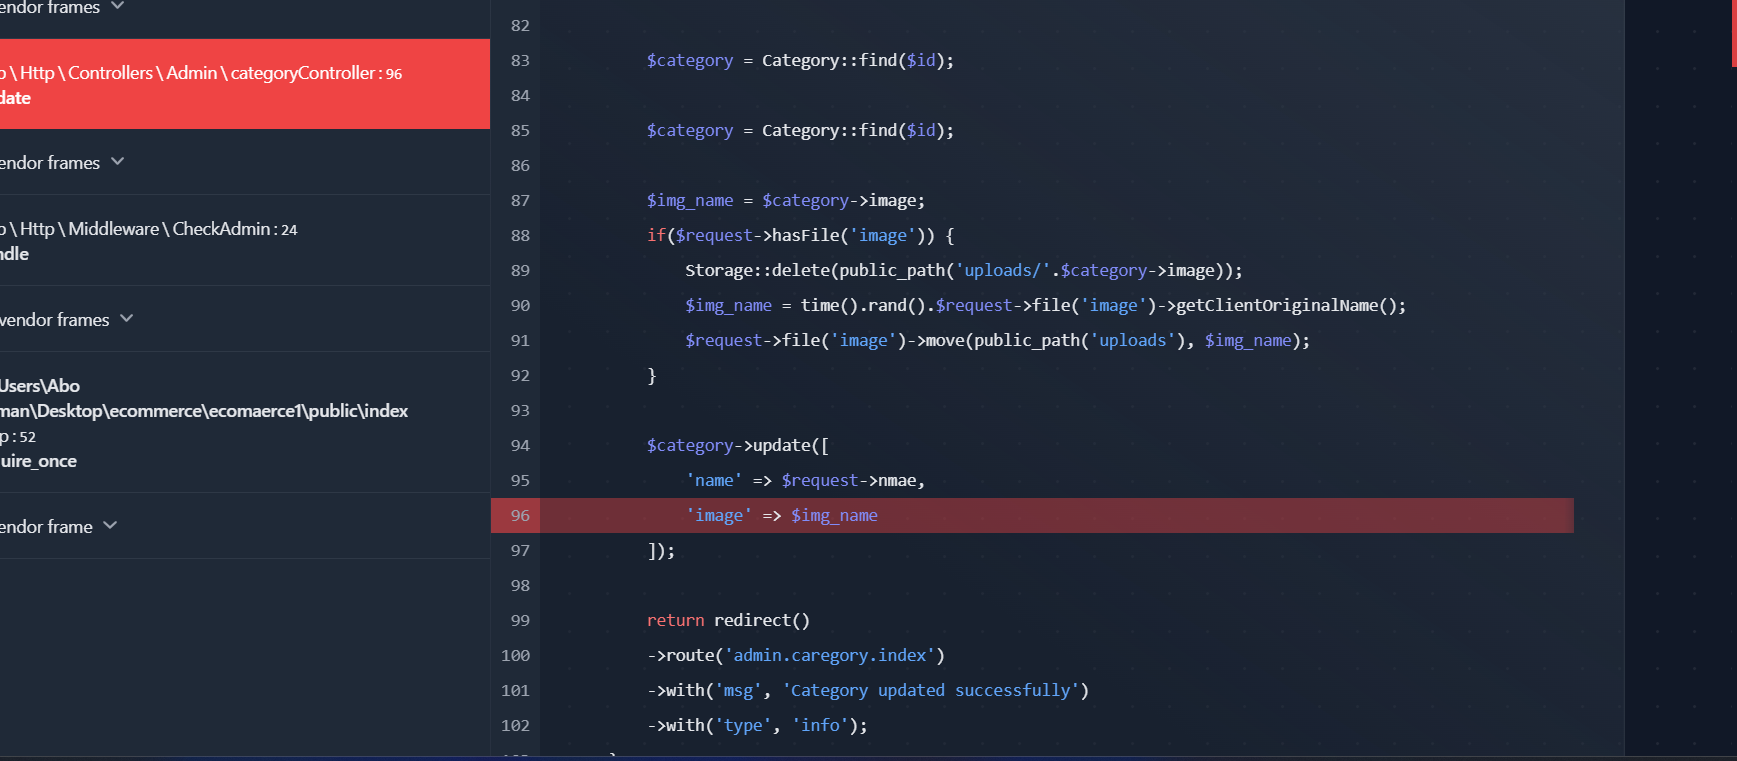 endor frames
\Http\Controllers\Admin\categoryController:96
date
endor frames
\Http\Middleware\CheckAdmin:24
ndle
vendor frames
Users\Abo
man\Desktop\ecommerce\ecomaerce1\public\index
p:52
uire_once
endor frame
82
83 $category = Category::find($id);
84
85 $category = Category::find($id);
86
87 $img_name = $category->image;
88 if($request->hasFile('image')) {
89 Storage::delete(public_path('uploads/'.$category->image));
90 $img_name = time().rand().$request->file('image')->getClientOriginalName();
91 $request->file('image')->move(public_path('uploads'), $img_name);
92 }
93
94 $category->update([
95 'name' => $request->nmae,
96 'image' => $img_name
97 ]);
98
99 return redirect()
100 ->route('admin.caregory.index')
101 ->with('msg', 'Category updated successfully')
102 ->with('type', 'info');